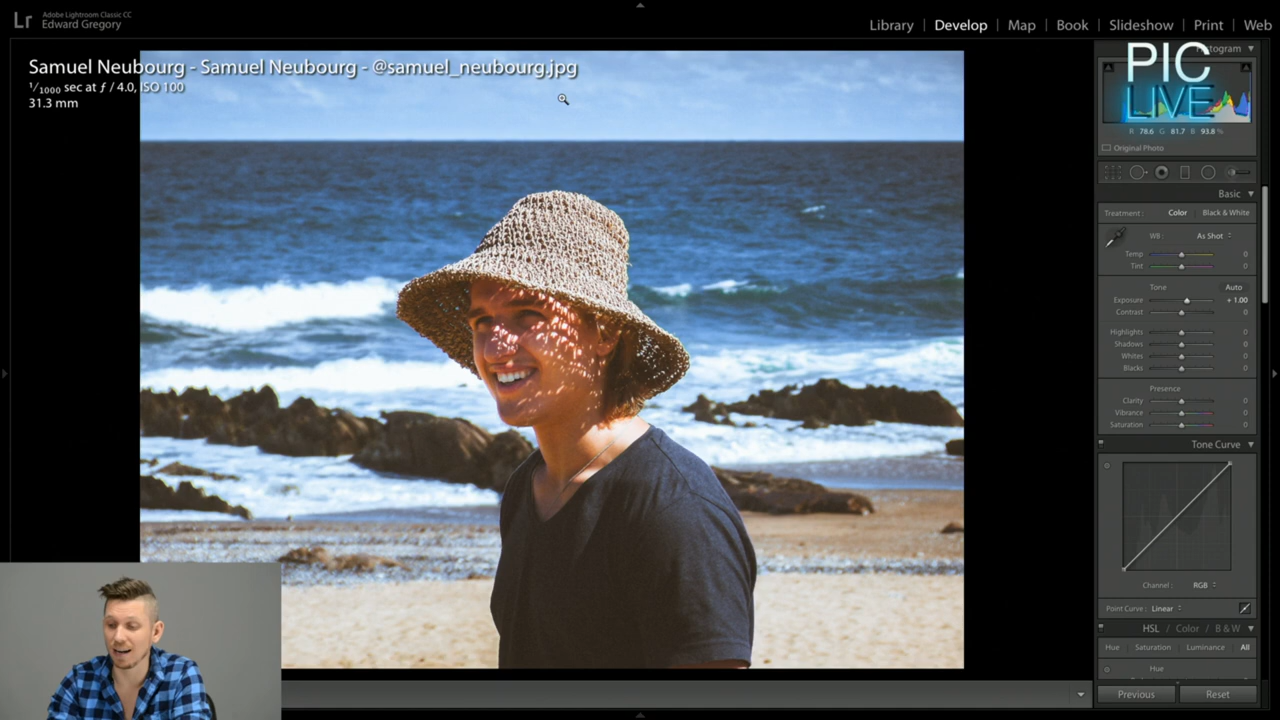 Lr
Adobe Lightroom Classic CC
Edward Gregory
Library | Develop | Map | Book | Slideshow | Print | Web
Samuel Neubourg - Samuel Neubourg - @samuel_neubourg.jpg
1/1000 sec at ƒ / 4.0, ISO 100
31.3 mm
Histogram
PIC
LIVE
R 78.6 G 81.7 B 93.8 %
Original Photo
Basic
Treatment : Color | Black & White
WB : As Shot
Temp 0
Tint 0
Tone Auto
Exposure + 1.00
Contrast 0
Highlights 0
Shadows 0
Whites 0
Blacks 0
Presence
Clarity 0
Vibrance 0
Saturation 0
Tone Curve
Channel : RGB
Point Curve : Linear
HSL / Color / B & W
Hue Saturation Luminance All
Hue
Previous Reset